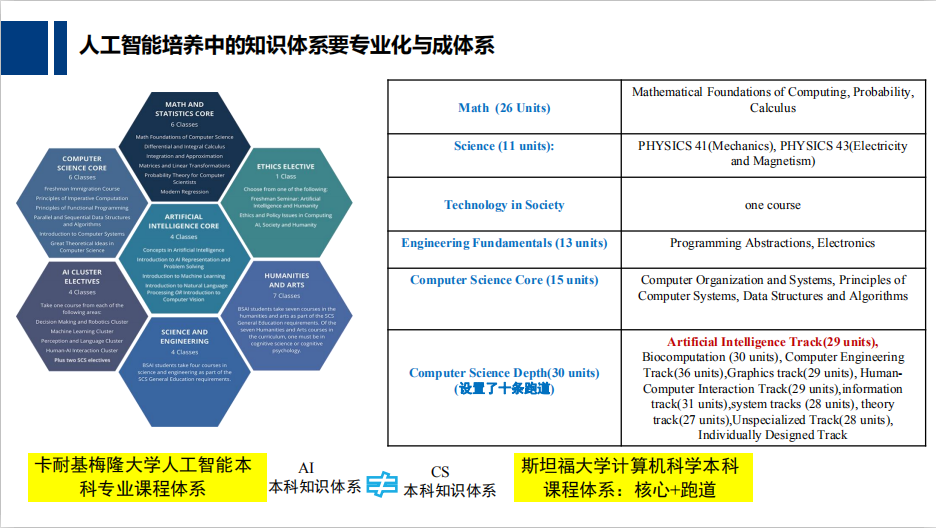 人工智能培养中的知识体系要专业化与成体系
MATH AND
STATISTICS CORE
6 Classes
Math Foundations of Computer Science
Differential and Integral Calculus
Integration and Approximation
Matrices and Linear Transformations
Probability Theory for Computer
Scientists
Modern Regression
COMPUTER
SCIENCE CORE
6 Classes
Freshman Immigration Course
Principles of Imperative Computation
Principles of Functional Programming
Parallel and Sequential Data Structures
and Algorithms
Introduction to Computer Systems
Great Theoretical Ideas in
Computer Science
ETHICS ELECTIVE
1 Class
Choose from one of the following:
Freshman Seminar: Artificial
Intelligence and Humanity
Ethics and Policy Issues in Computing
AI, Society and Humanity
ARTIFICIAL
INTELLIGENCE CORE
4 Classes
Concepts in Artificial Intelligence
Introduction to AI Representation and
Problem Solving
Introduction to Machine Learning
Introduction to Natural Language
Processing OR Introduction to
Computer Vision
AI CLUSTER
ELECTIVES
4 Classes
Take one course from each of the
following areas:
Decision Making and Robotics Cluster
Machine Learning Cluster
Perception and Language Cluster
Human-AI Interaction Cluster
Plus two SCS electives
HUMANITIES
AND ARTS
7 Classes
BSAI students take seven courses in the
humanities and arts as part of the SCS
General Education requirements. Of the
seven Humanities and Arts courses in
the curriculum, one must be in
cognitive science or cognitive
psychology.
SCIENCE AND
ENGINEERING
4 Classes
BSAI students take four courses in
science and engineering as part of the
SCS General Education requirements.
Math (26 Units)
Mathematical Foundations of Computing, Probability,
Calculus
Science (11 units):
PHYSICS 41(Mechanics), PHYSICS 43(Electricity
and Magnetism)
Technology in Society
one course
Engineering Fundamentals (13 units)
Programming Abstractions, Electronics
Computer Science Core (15 units)
Computer Organization and Systems, Principles of
Computer Systems, Data Structures and Algorithms
Computer Science Depth(30 units)
(设置了十条跑道)
Artificial Intelligence Track(29 units),
Biocomputation (30 units), Computer Engineering
Track(36 units),Graphics track(29 units), Human-
Computer Interaction Track(29 units),information
track(31 units),system tracks (28 units), theory
track(27 units),Unspecialized Track(28 units),
Individually Designed Track
卡耐基梅隆大学人工智能本
科专业课程体系
AI
本科知识体系
≠
CS
本科知识体系
斯坦福大学计算机科学本科
课程体系：核心+跑道